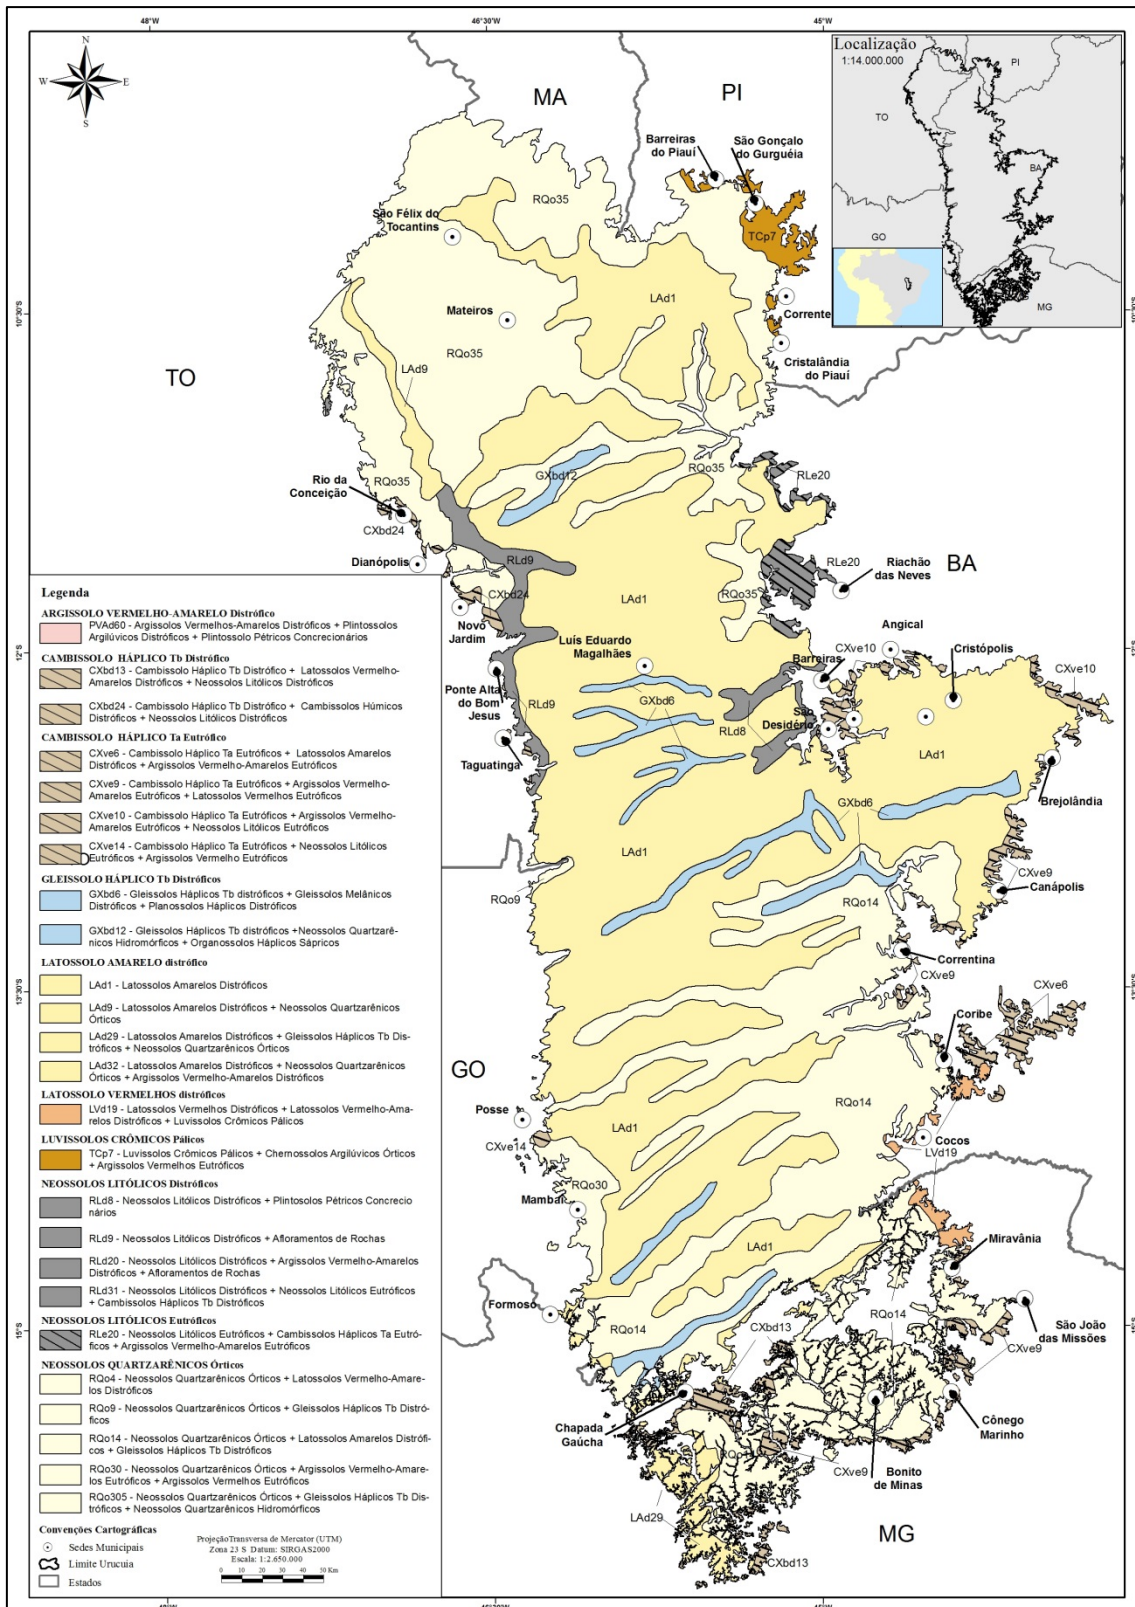 48°W
46°30'W
45°W
N
W
E
S
Localização
1:14.000.000
MA
PI
TO
BA
GO
MG
MA
PI
Barreiras
do Piauí
São Gonçalo
do Gurguéia
RQo35
São Félix do
Tocantins
TCp7
LAd1
Corrente
10°30'S
Mateiros
Cristalândia
do Piauí
RQo35
TO
LAd9
RQo35
RLe20
GXbd12
Rio da
Conceição
RQo35
CXbd24
Dianópolis
RLd9
RLe20
Riachão
das Neves
BA
CXbd24
LAd1
RQo35
Novo
Jardim
Luís Eduardo
Magalhães
Angical
CXve10
Cristópolis
12°S
Barreiras
CXve10
Ponte Alta
do Bom
Jesus
RLd9
GXbd6
São
Desidério
RLd8
LAd1
Taguatinga
Brejolândia
GXbd6
LAd1
CXve9
Canápolis
RQo9
RQo14
Correntina
CXve9
13°30'S
CXve6
Coribe
GO
RQo14
Posse
LAd1
CXve14
Cocos
LVd19
RQo30
Mambaí
LAd1
Miravânia
Formoso
RQo14
RQo14
São João
das Missões
15°S
CXbd13
CXve9
Chapada
Gaúcha
Cônego
Marinho
CXve9
Bonito
de Minas
LAd29
MG
CXbd13
Legenda
ARGISSOLO VERMELHO-AMARELO Distrófico
PVAd60 - Argissolos Vermelhos-Amarelos Distróficos + Plintossolos
Argilúvicos Distróficos + Plintossolo Pétricos Concrecionários
CAMBISSOLO HÁPLICO Tb Distrófico
CXbd13 - Cambissolo Háplico Tb Distrófico + Latossolos Vermelho-
Amarelos Distróficos + Neossolos Litólicos Distróficos
CXbd24 - Cambissolo Háplico Tb Distrófico + Cambissolos Húmicos
Distróficos + Neossolos Litólicos Distróficos
CAMBISSOLO HÁPLICO Ta Eutrófico
CXve6 - Cambissolo Háplico Ta Eutróficos + Latossolos Amarelos
Distróficos + Argissolo Vermelho-Amarelos Eutróficos
CXve9 - Cambissolo Háplico Ta Eutróficos + Argissolos Vermelho-
Amarelos Eutróficos + Latossolos Vermelhos Eutróficos
CXve10 - Cambissolo Háplico Ta Eutróficos + Argissolos Vermelho-
Amarelos Eutróficos + Neossolos Litólicos Eutróficos
CXve14 - Cambissolo Háplico Ta Eutróficos + Neossolos Litólicos
Eutróficos + Argissolos Vermelho Eutróficos
GLEISSOLO HÁPLICO Tb Distróficos
GXbd6 - Gleissolos Háplicos Tb distróficos + Gleissolos Melânicos
Distróficos + Planossolos Háplicos Distróficos
GXbd12 - Gleissolos Háplicos Tb distróficos +Neossolos Quartzarê-
nicos Hidromórficos + Organossolos Háplicos Sápricos
LATOSSOLO AMARELO distrófico
LAd1 - Latossolos Amarelos Distróficos
LAd9 - Latossolos Amarelos Distróficos + Neossolos Quartzarênicos
Órticos
LAd29 - Latossolos Amarelos Distróficos + Gleissolos Háplicos Tb Dis-
tróficos + Neossolos Quartzarênicos Órticos
LAd32 - Latossolos Amarelos Distróficos + Neossolos Quartzarênicos
Órticos + Argissolos Vermelho-Amarelos Distróficos
LATOSSOLO VERMELHOS distróficos
LVd19 - Latossolos Vermelhos Distróficos + Latossolos Vermelho-Ama-
relos Distróficos + Luvissolos Crômicos Pálicos
LUVISSOLOS CRÔMICOS Pálicos
TCp7 - Luvissolos Crômicos Pálicos + Chernossolos Argilúvicos Órticos
+ Argissolos Vermelhos Eutróficos
NEOSSOLOS LITÓLICOS Distróficos
RLd8 - Neossolos Litólicos Distróficos + Plintosolos Pétricos Concrecio
nários
RLd9 - Neossolos Litólicos Distróficos + Afloramentos de Rochas
RLd20 - Neossolos Litólicos Distróficos + Argissolos Vermelho-Amarelos
Distróficos + Afloramentos de Rochas
RLd31 - Neossolos Litólicos Distróficos + Neossolos Litólicos Eutróficos
+ Cambissolos Háplicos Tb Distróficos
NEOSSOLOS LITÓLICOS Eutróficos
RLe20 - Neossolos Litólicos Eutróficos + Cambissolos Háplicos Ta Eutró-
ficos + Argissolos Vermelho-Amarelos Eutróficos
NEOSSOLOS QUARTZARÊNICOS Órticos
RQo4 - Neossolos Quartzarênicos Órticos + Latossolos Vermelho-Amare-
los Distróficos
RQo9 - Neossolos Quartzarênicos Órticos + Gleissolos Háplicos Tb Distró-
ficos
RQo14 - Neossolos Quartzarênicos Órticos + Latossolos Amarelos Distrófi-
cos + Gleissolos Háplicos Tb Distróficos
RQo30 - Neossolos Quartzarênicos Órticos + Argissolos Vermelho-Amare-
los Eutróficos + Argissolos Vermelhos Eutróficos
RQo305 - Neossolos Quartzarênicos Órticos + Gleissolos Háplicos Tb Dis-
tróficos + Neossolos Quartzarênicos Hidromórficos
Convenções Cartográficas
Sedes Municipais
Límite Urucuia
Estados
ProjeçãoTransversa de Mercator (UTM)
Zona 23 S Datum: SIRGAS2000
Escala: 1:2.650.000
0 10 20 30 40 50 Km
48°W
46°30'W
45°W